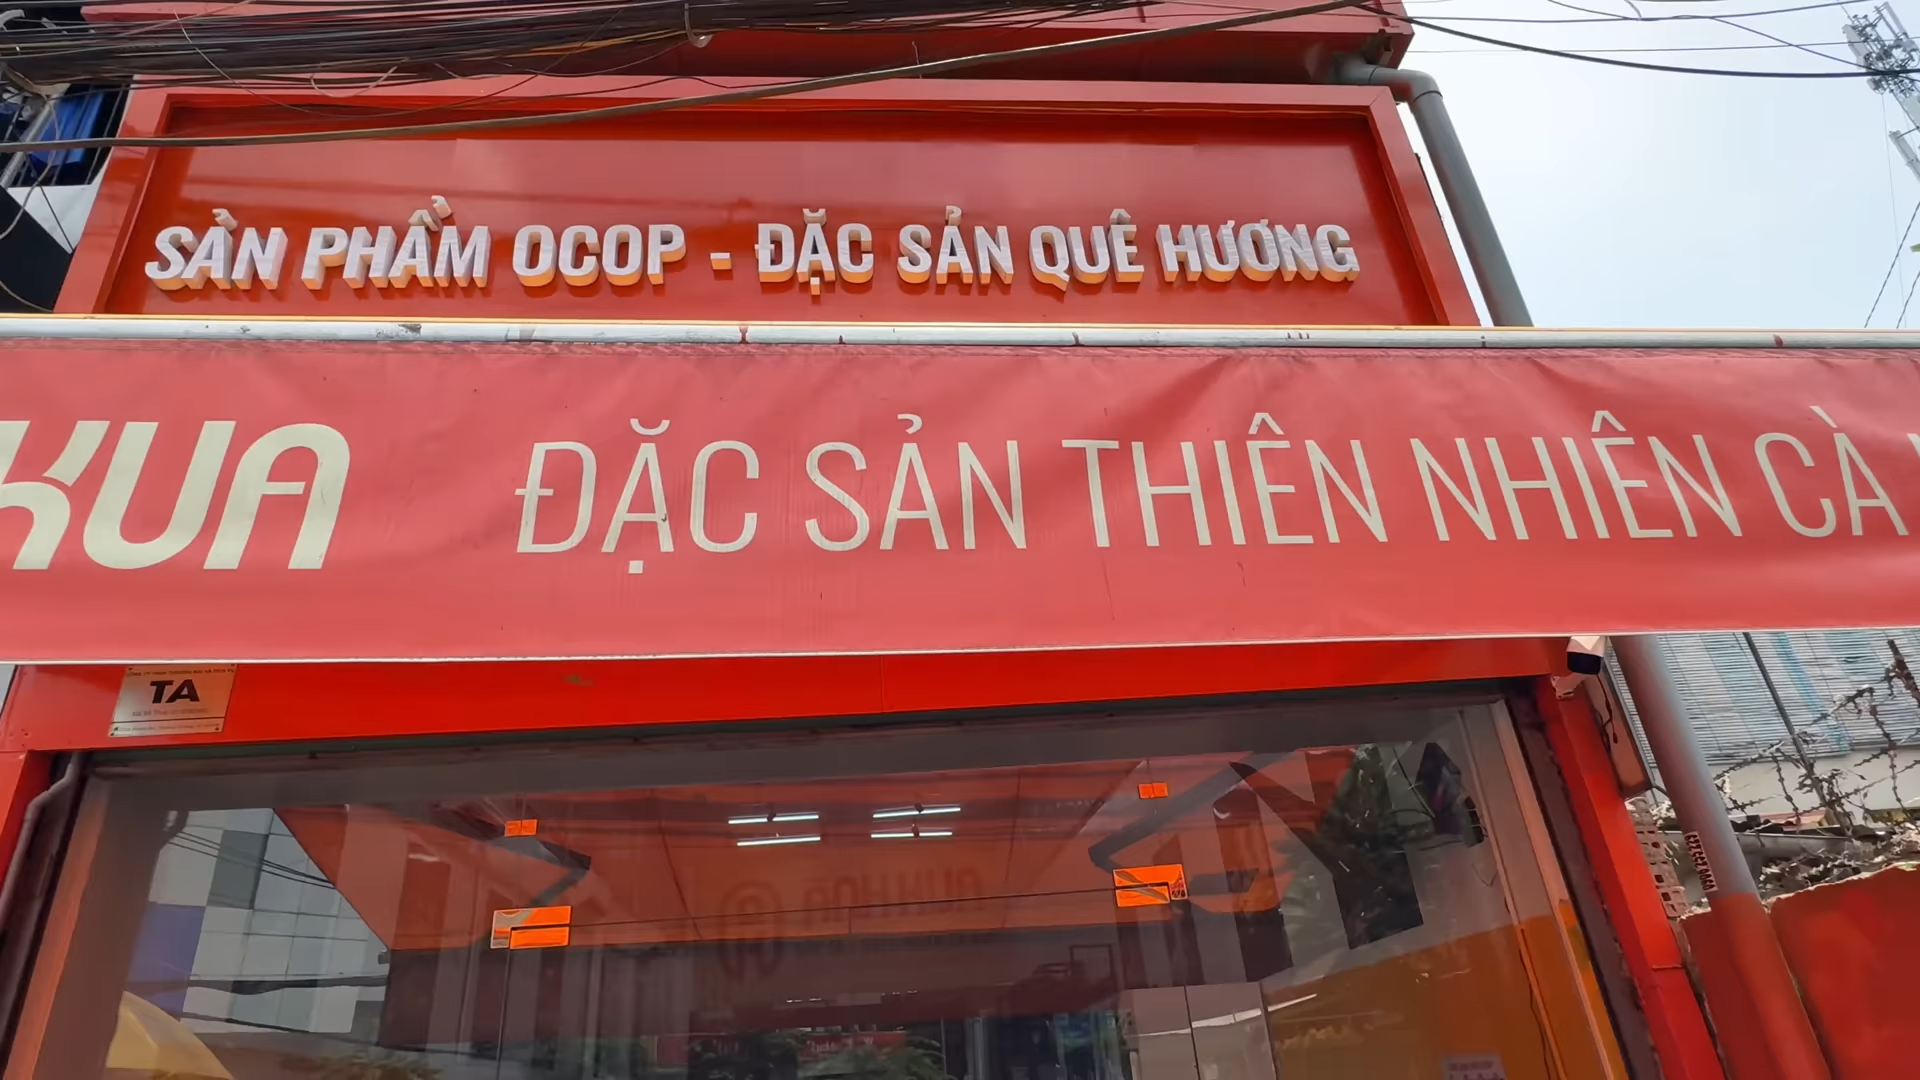 SẢN PHẨM OCOP - ĐẶC SẢN QUÊ HƯƠNG
KUA ĐẶC SẢN THIÊN NHIÊN CÀ
TA